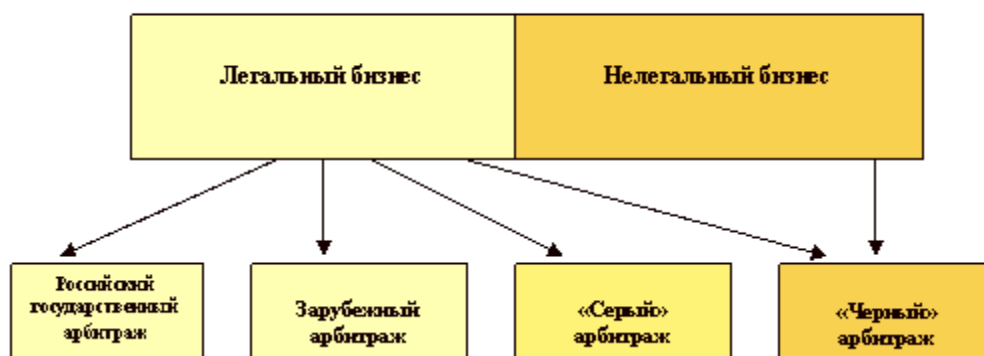 Легальный бизнес
Нелегальный бизнес
Российский
государственный
арбитраж
Зарубежный
арбитраж
«Серый»
арбитраж
«Черный»
арбитраж